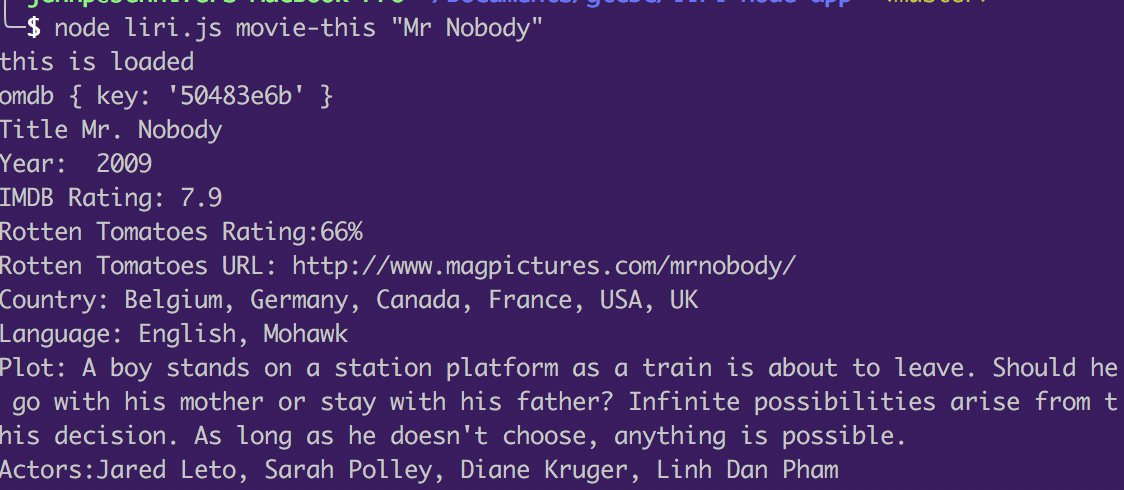 $ node liri.js movie-this "Mr Nobody"
this is loaded
omdb { key: '50483e6b' }
Title Mr. Nobody
Year:  2009
IMDB Rating: 7.9
Rotten Tomatoes Rating:66%
Rotten Tomatoes URL: http://www.magpictures.com/mrnobody/
Country: Belgium, Germany, Canada, France, USA, UK
Language: English, Mohawk
Plot: A boy stands on a station platform as a train is about to leave. Should he
 go with his mother or stay with his father? Infinite possibilities arise from t
his decision. As long as he doesn't choose, anything is possible.
Actors:Jared Leto, Sarah Polley, Diane Kruger, Linh Dan Pham